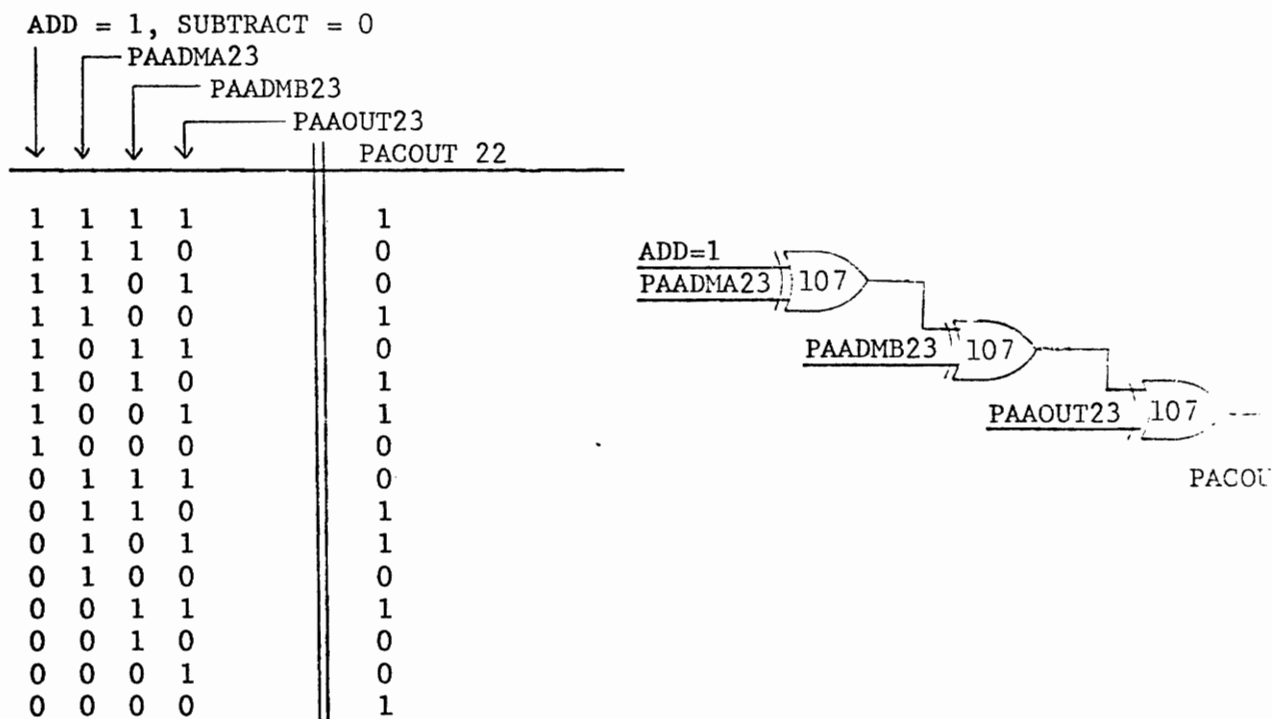 ADD = 1, SUBTRACT = 0
PAADMA23
PAADMB23
PAAOUT23
PACOUT 22
1 1 1 1 1
1 1 1 0 0
1 1 0 1 0
1 1 0 0 1
1 0 1 1 0
1 0 1 0 1
1 0 0 1 1
1 0 0 0 0
0 1 1 1 0
0 1 1 0 1
0 1 0 1 1
0 1 0 0 0
0 0 1 1 1
0 0 1 0 0
0 0 0 1 0
0 0 0 0 1
ADD=1
PAADMA23 107
PAADMB23 107
PAAOUT23 107